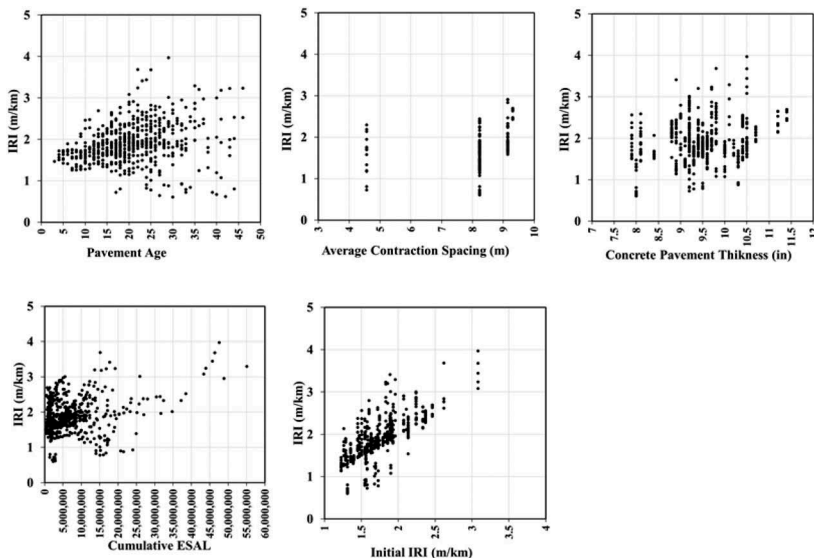 5
4
3
2
1
0
IRI (m/km)
0 5 10 15 20 25 30 35 40 45 50
Pavement Age
5
4
3
2
1
0
IRI (m/km)
3 4 5 6 7 8 9 10
Average Contraction Spacing (m)
5
4
3
2
1
0
IRI (m/km)
7 7.5 8 8.5 9 9.5 10 10.5 11 11.5 12
Concrete Pavement Thikness (in)
5
4
3
2
1
0
IRI (m/km)
0 5,000,000 10,000,000 15,000,000 20,000,000 25,000,000 30,000,000 35,000,000 40,000,000 45,000,000 50,000,000 55,000,000 60,000,000
Cumulative ESAL
5
4
3
2
1
0
IRI (m/km)
1 1.5 2 2.5 3 3.5 4
Initial IRI (m/km)